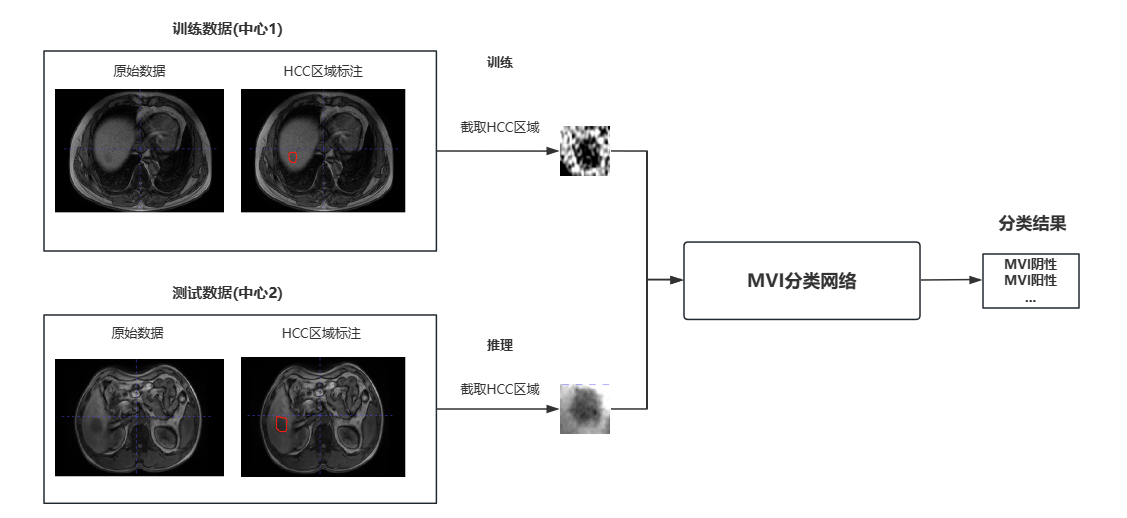 训练数据(中心1)
原始数据
HCC区域标注
训练
截取HCC区域
测试数据(中心2)
原始数据
HCC区域标注
推理
截取HCC区域
MVI分类网络
分类结果
MVI阴性
MVI阳性
...